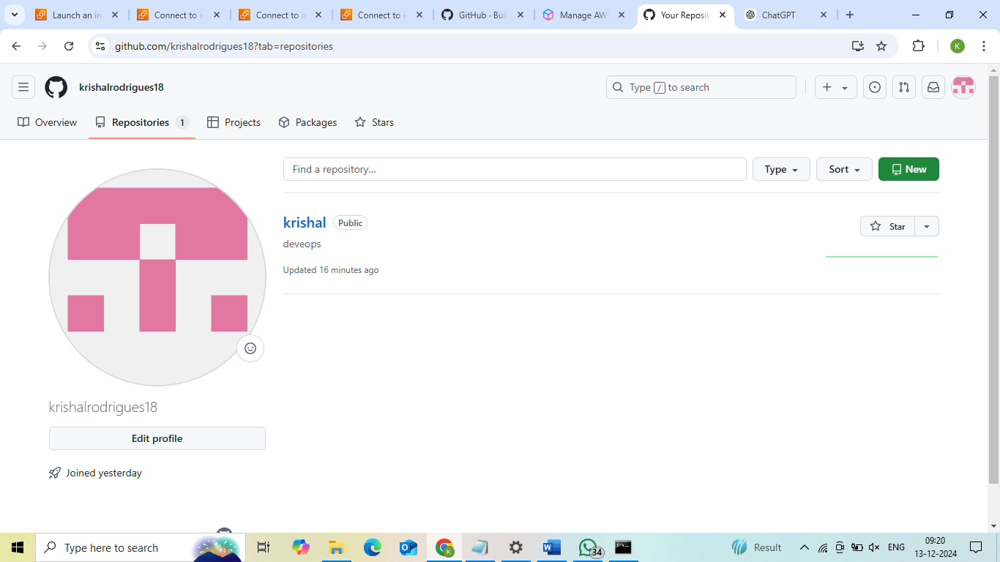 Launch an in
Connect to in
Connect to in
Connect to in
GitHub · Buil
Manage AW
Your Reposit
ChatGPT
github.com/krishalrodrigues18?tab=repositories
K
krishalrodrigues18
Type / to search
Overview
Repositories 1
Projects
Packages
Stars
Find a repository...
Type
Sort
New
krishal Public
Star
deveops
Updated 16 minutes ago
krishalrodrigues18
Edit profile
Joined yesterday
Type here to search
K
34
Result
ENG
09:20
13-12-2024